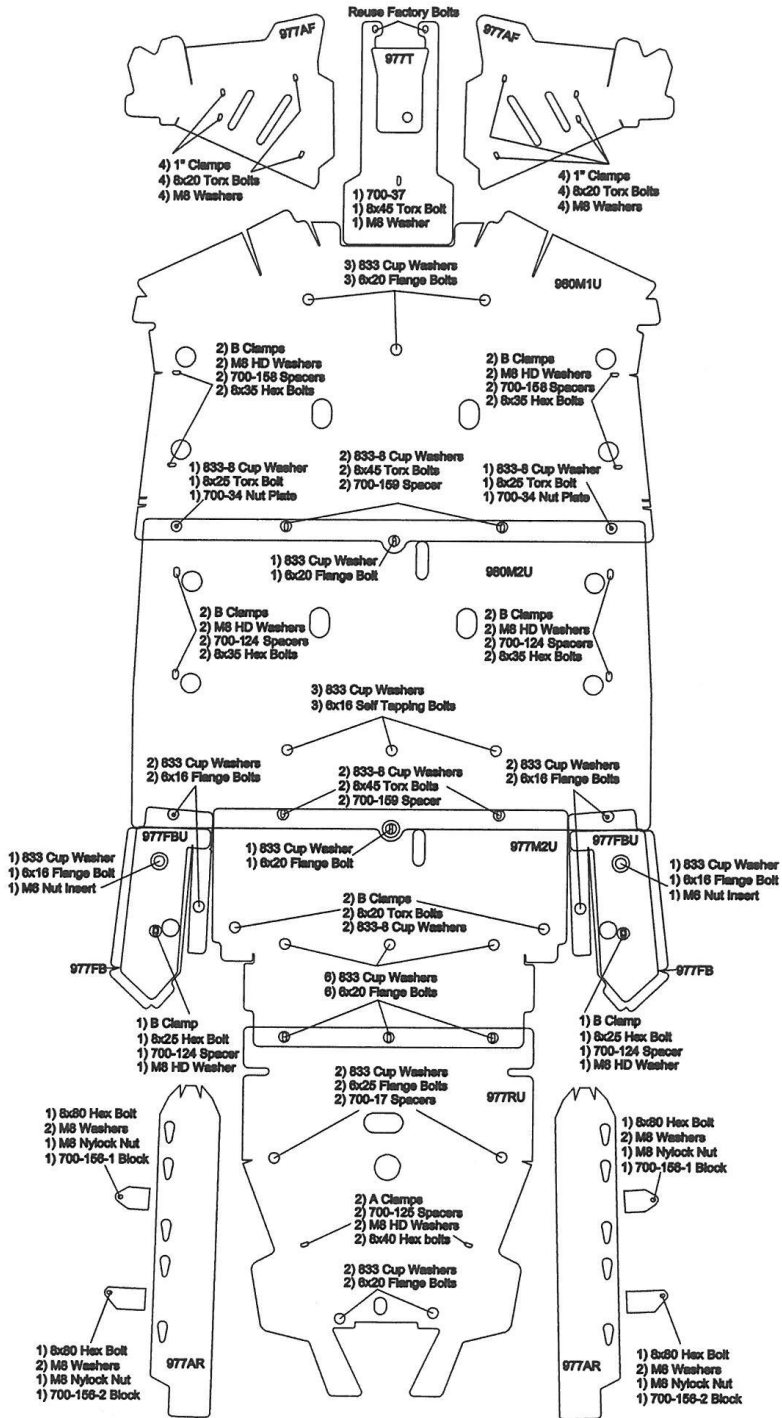 Reuse Factory Bolts
977AF
977T
977AF
4) 1" Clamps
4) 8x20 Torx Bolts
4) M8 Washers
1) 700-37
1) 8x45 Torx Bolt
1) M8 Washer
4) 1" Clamps
4) 8x20 Torx Bolts
4) M8 Washers
3) 833 Cup Washers
3) 6x20 Flange Bolts
980M1U
2) B Clamps
2) M8 HD Washers
2) 700-158 Spacers
2) 8x35 Hex Bolts
2) B Clamps
2) M8 HD Washers
2) 700-158 Spacers
2) 8x35 Hex Bolts
1) 833-8 Cup Washer
1) 8x25 Torx Bolt
1) 700-34 Nut Plate
2) 833-8 Cup Washers
2) 8x45 Torx Bolts
2) 700-159 Spacer
1) 833-8 Cup Washer
1) 8x25 Torx Bolt
1) 700-34 Nut Plate
1) 833 Cup Washer
1) 6x20 Flange Bolt
980M2U
2) B Clamps
2) M8 HD Washers
2) 700-124 Spacers
2) 8x35 Hex Bolts
2) B Clamps
2) M8 HD Washers
2) 700-124 Spacers
2) 8x35 Hex Bolts
3) 833 Cup Washers
3) 6x16 Self Tapping Bolts
2) 833 Cup Washers
2) 6x16 Flange Bolts
2) 833-8 Cup Washers
2) 8x45 Torx Bolts
2) 700-159 Spacer
2) 833 Cup Washers
2) 6x16 Flange Bolts
977FBU
1) 833 Cup Washer
1) 6x20 Flange Bolt
977M2U
977FBU
1) 833 Cup Washer
1) 6x16 Flange Bolt
1) M6 Nut Insert
1) 833 Cup Washer
1) 6x16 Flange Bolt
1) M6 Nut Insert
2) B Clamps
2) 8x20 Torx Bolts
2) 833-8 Cup Washers
977FB
977FB
6) 833 Cup Washers
6) 6x20 Flange Bolts
1) B Clamp
1) 8x25 Hex Bolt
1) 700-124 Spacer
1) M8 HD Washer
1) B Clamp
1) 8x25 Hex Bolt
1) 700-124 Spacer
1) M8 HD Washer
2) 833 Cup Washers
2) 6x25 Flange Bolts
2) 700-17 Spacers
977RU
1) 8x80 Hex Bolt
2) M8 Washers
1) M8 Nylock Nut
1) 700-156-1 Block
1) 8x80 Hex Bolt
2) M8 Washers
1) M8 Nylock Nut
1) 700-156-1 Block
2) A Clamps
2) 700-125 Spacers
2) M8 HD Washers
2) 8x40 Hex bolts
2) 833 Cup Washers
2) 6x20 Flange Bolts
1) 8x80 Hex Bolt
2) M8 Washers
1) M8 Nylock Nut
1) 700-156-2 Block
977AR
977AR
1) 8x80 Hex Bolt
2) M8 Washers
1) M8 Nylock Nut
1) 700-156-2 Block